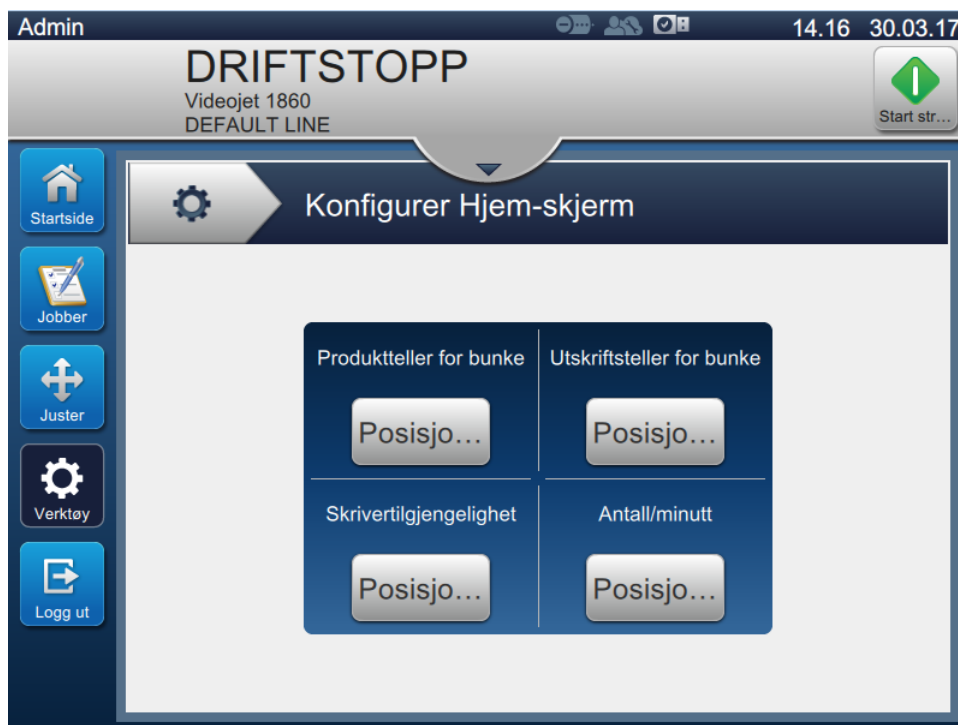 Admin
14.16 30.03.17
DRIFTSTOPP
Videojet 1860
DEFAULT LINE
Start str...
Startside
Konfigurer Hjem-skjerm
Jobber
Produktteller for bunke
Utskriftsteller for bunke
Posisjo...
Posisjo...
Juster
Skrivertilgjengelighet
Antall/minutt
Posisjo...
Posisjo...
Verktøy
Logg ut